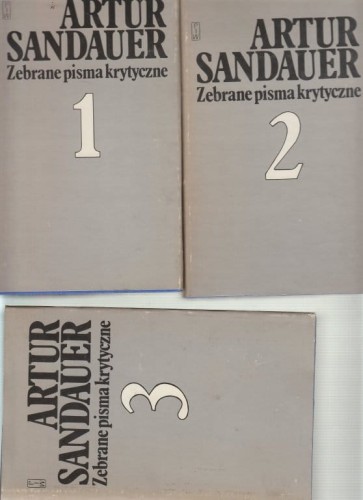 ARTUR
SANDAUER
Zebrane pisma krytyczne
1
ARTUR
SANDAUER
Zebrane pisma krytyczne
2
ARTUR
SANDAUER
Zebrane pisma krytyczne
3